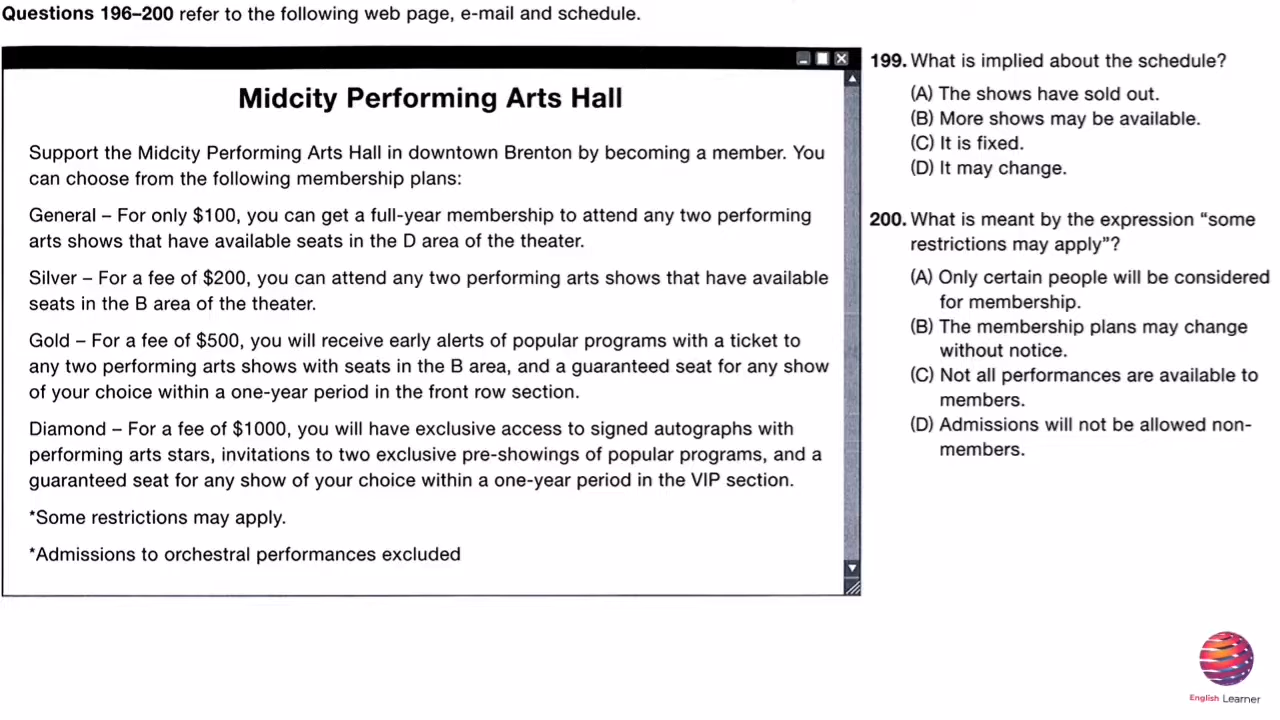 Questions 196–200 refer to the following web page, e-mail and schedule.
Midcity Performing Arts Hall
Support the Midcity Performing Arts Hall in downtown Brenton by becoming a member. You
can choose from the following membership plans:
General – For only $100, you can get a full-year membership to attend any two performing
arts shows that have available seats in the D area of the theater.
Silver – For a fee of $200, you can attend any two performing arts shows that have available
seats in the B area of the theater.
Gold – For a fee of $500, you will receive early alerts of popular programs with a ticket to
any two performing arts shows with seats in the B area, and a guaranteed seat for any show
of your choice within a one-year period in the front row section.
Diamond – For a fee of $1000, you will have exclusive access to signed autographs with
performing arts stars, invitations to two exclusive pre-showings of popular programs, and a
guaranteed seat for any show of your choice within a one-year period in the VIP section.
*Some restrictions may apply.
*Admissions to orchestral performances excluded
199. What is implied about the schedule?
(A) The shows have sold out.
(B) More shows may be available.
(C) It is fixed.
(D) It may change.
200. What is meant by the expression “some
restrictions may apply”?
(A) Only certain people will be considered
for membership.
(B) The membership plans may change
without notice.
(C) Not all performances are available to
members.
(D) Admissions will not be allowed non-
members.
English Learner